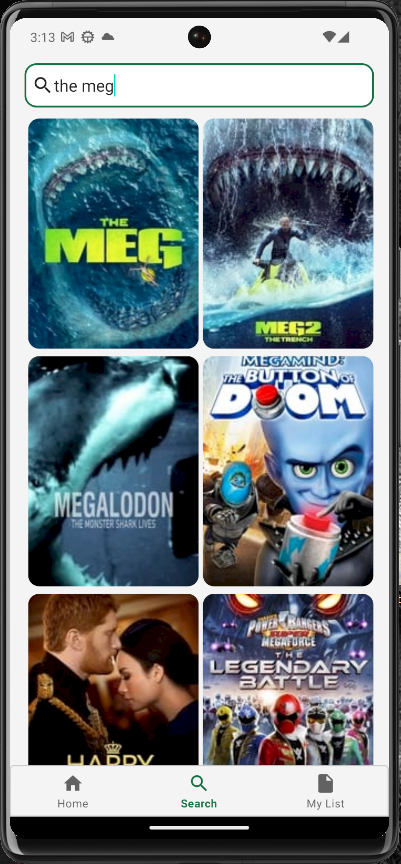 3:13
the meg
THE
MEG
MEG2
THE TRENCH
MEGALODON
THE MONSTER SHARK LIVES
MEGAMIND:
THE BUTTON OF
DOOM
HARRY
POWER RANGERS
SUPER
MEGAFORCE
THE
LEGENDARY
BATTLE
Home
Search
My List